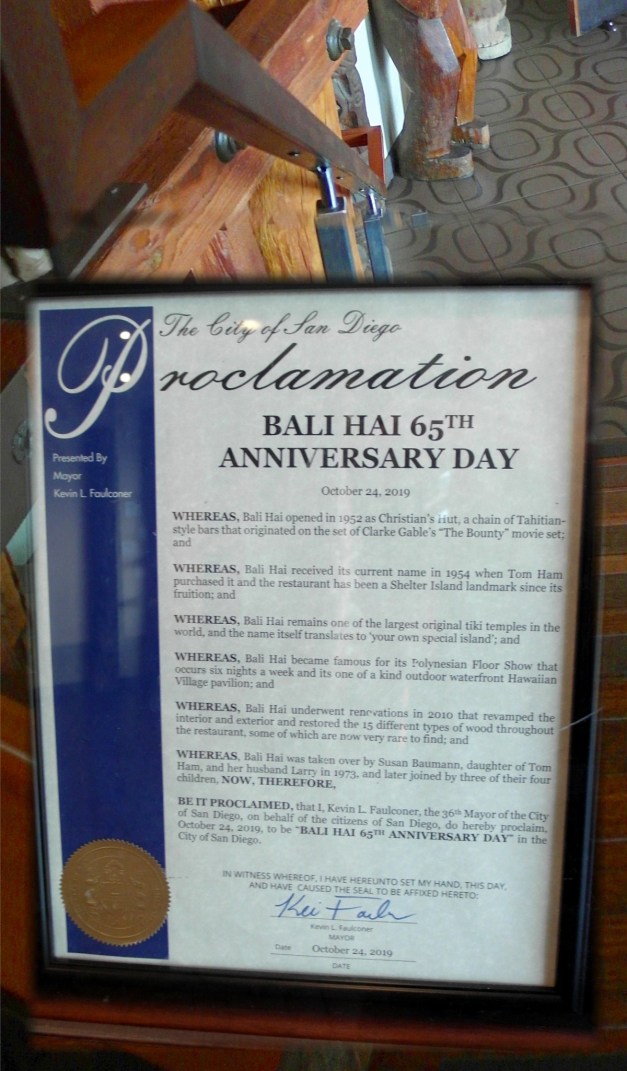 The City of San Diego
Proclamation
BALI HAI 65TH
ANNIVERSARY DAY
October 24, 2019
Presented By
Mayor
Kevin L. Faulconer
WHEREAS, Bali Hai opened in 1952 as Christian's Hut, a chain of Tahitian-
style bars that originated on the set of Clarke Gable's "The Bounty" movie set;
and
WHEREAS, Bali Hai received its current name in 1954 when Tom Ham
purchased it and the restaurant has been a Shelter Island landmark since its
fruition; and
WHEREAS, Bali Hai remains one of the largest original tiki temples in the
world, and the name itself translates to 'your own special island'; and
WHEREAS, Bali Hai became famous for its Polynesian Floor Show that
occurs six nights a week and its one of a kind outdoor waterfront Hawaiian
Village pavilion; and
WHEREAS, Bali Hai underwent renovations in 2010 that revamped the
interior and exterior and restored the 15 different types of wood throughout
the restaurant, some of which are now very rare to find; and
WHEREAS, Bali Hai was taken over by Susan Baumann, daughter of Tom
Ham, and her husband Larry in 1973, and later joined by three of their four
children, NOW, THEREFORE,
BE IT PROCLAIMED, that I, Kevin L. Faulconer, the 36th Mayor of the City
of San Diego, on behalf of the citizens of San Diego, do hereby proclaim,
October 24, 2019, to be "BALI HAI 65TH ANNIVERSARY DAY" in the
City of San Diego.
IN WITNESS WHEREOF, I HAVE HEREUNTO SET MY HAND, THIS DAY,
AND HAVE CAUSED THE SEAL TO BE AFFIXED HERETO:
Kevin L. Faulconer
MAYOR
Date October 24, 2019
DATE